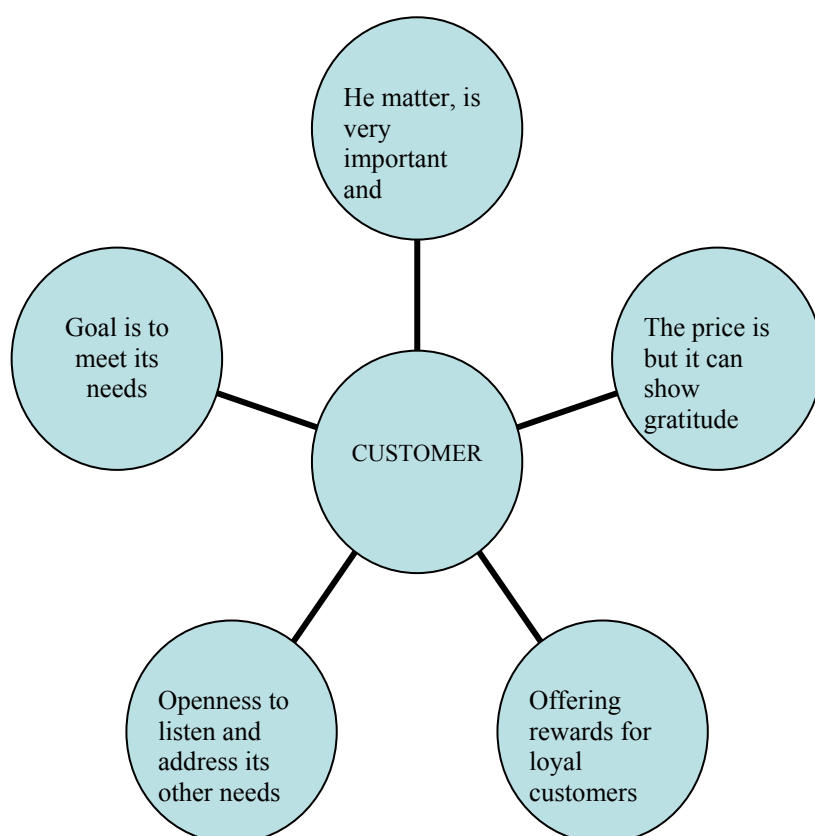 He matter, is
very
important
and
Goal is to
meet its
needs
The price is
but it can
show
gratitude
CUSTOMER
Openness to
listen and
address its
other needs
Offering
rewards for
loyal
customers